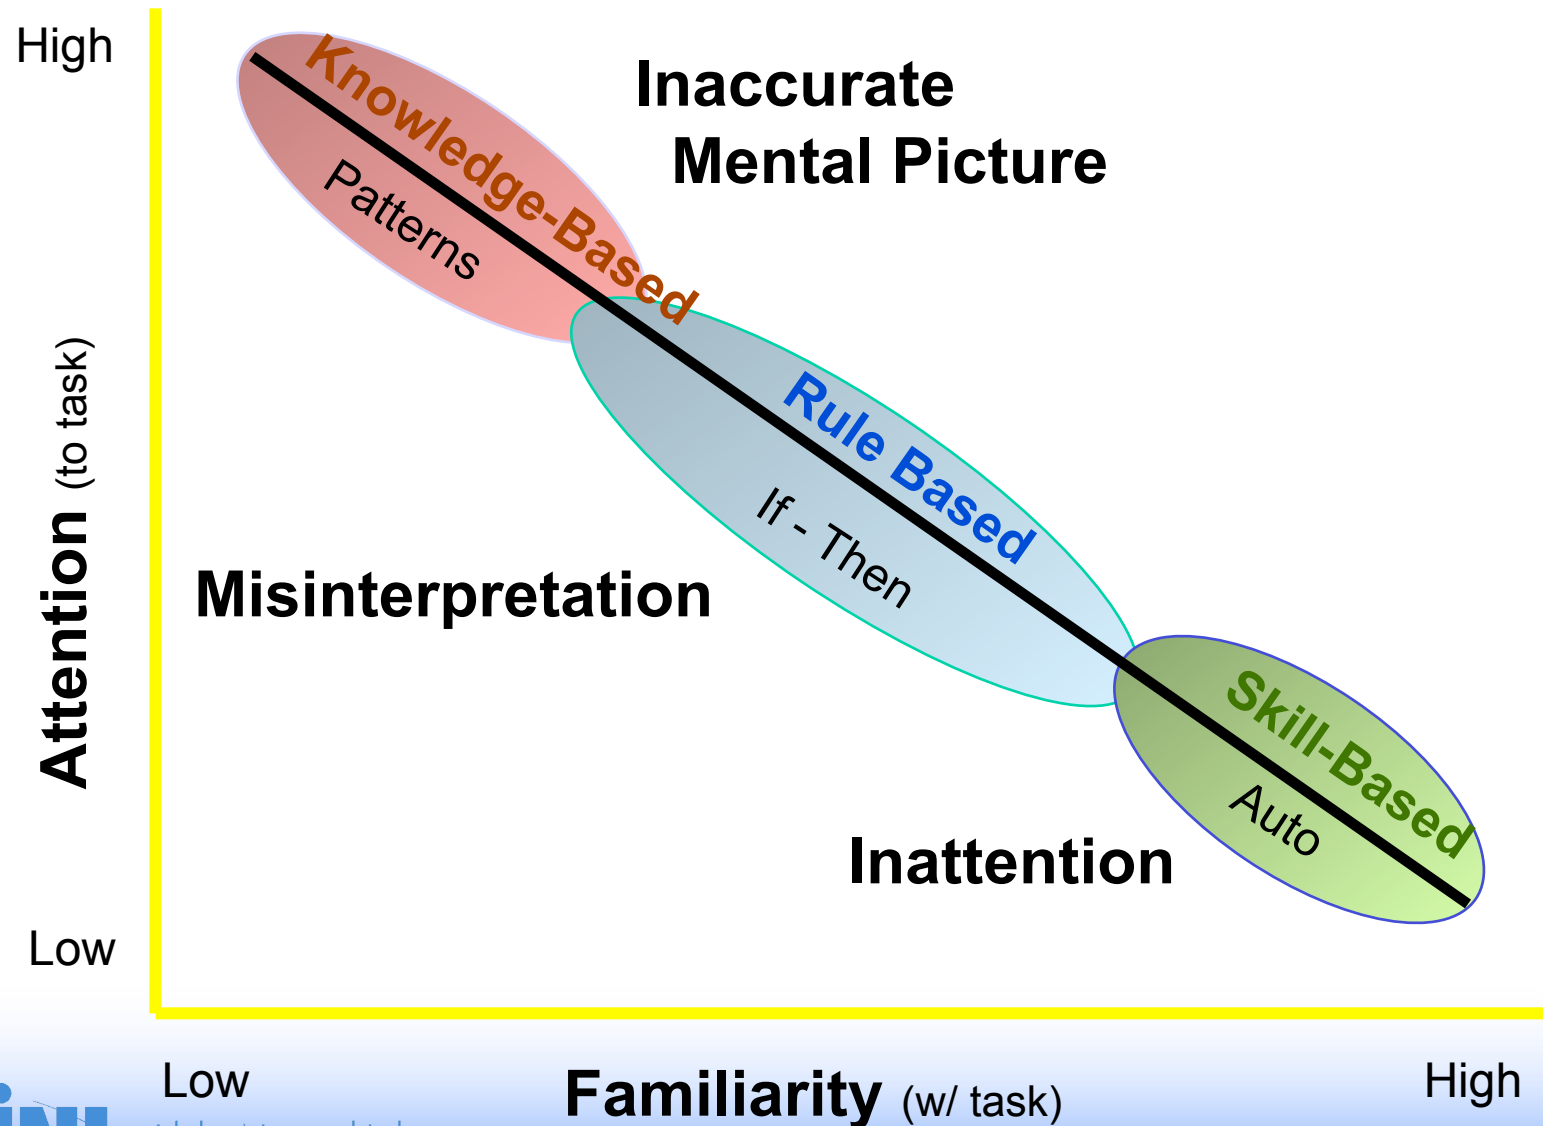 High
Inaccurate
Mental Picture
Knowledge-Based
Patterns
Rule Based
If - Then
Misinterpretation
Attention (to task)
Skill-Based
Auto
Inattention
Low
Low
Familiarity (w/ task)
High